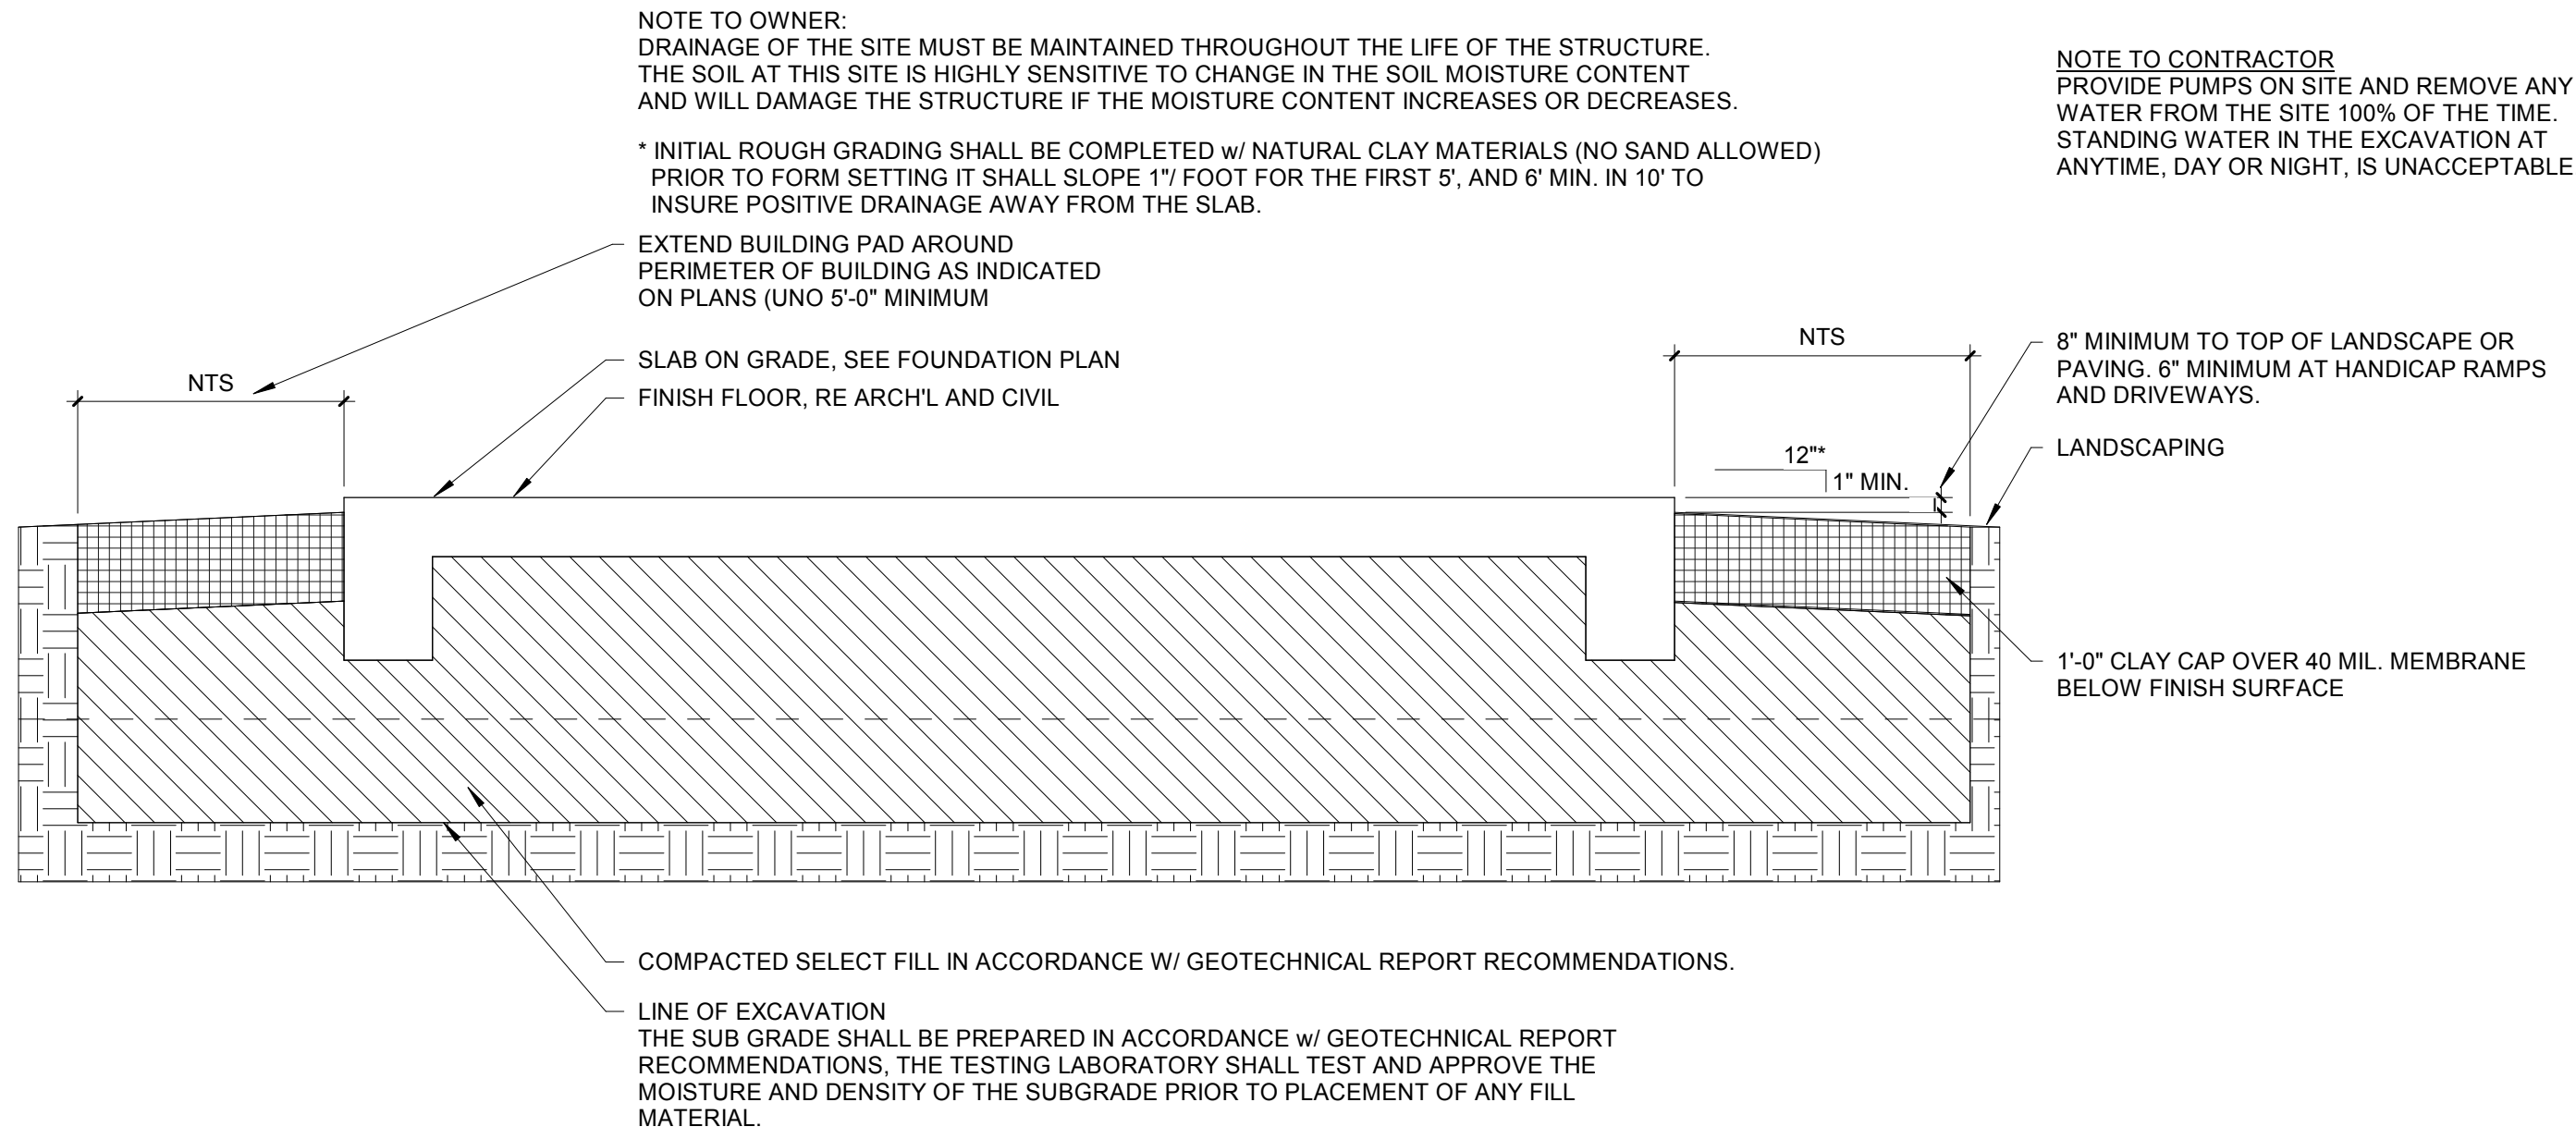 NOTE TO OWNER:
DRAINAGE OF THE SITE MUST BE MAINTAINED THROUGHOUT THE LIFE OF THE STRUCTURE.
THE SOIL AT THIS SITE IS HIGHLY SENSITIVE TO CHANGE IN THE SOIL MOISTURE CONTENT
AND WILL DAMAGE THE STRUCTURE IF THE MOISTURE CONTENT INCREASES OR DECREASES.
* INITIAL ROUGH GRADING SHALL BE COMPLETED w/ NATURAL CLAY MATERIALS (NO SAND ALLOWED)
PRIOR TO FORM SETTING IT SHALL SLOPE 1"/ FOOT FOR THE FIRST 5', AND 6' MIN. IN 10' TO
INSURE POSITIVE DRAINAGE AWAY FROM THE SLAB.
NOTE TO CONTRACTOR
PROVIDE PUMPS ON SITE AND REMOVE ANY
WATER FROM THE SITE 100% OF THE TIME.
STANDING WATER IN THE EXCAVATION AT
ANYTIME, DAY OR NIGHT, IS UNACCEPTABLE
EXTEND BUILDING PAD AROUND
PERIMETER OF BUILDING AS INDICATED
ON PLANS (UNO 5'-0" MINIMUM
SLAB ON GRADE, SEE FOUNDATION PLAN
FINISH FLOOR, RE ARCH'L AND CIVIL
NTS
NTS
8" MINIMUM TO TOP OF LANDSCAPE OR
PAVING. 6" MINIMUM AT HANDICAP RAMPS
AND DRIVEWAYS.
LANDSCAPING
12"*
1" MIN.
1'-0" CLAY CAP OVER 40 MIL. MEMBRANE
BELOW FINISH SURFACE
COMPACTED SELECT FILL IN ACCORDANCE W/ GEOTECHNICAL REPORT RECOMMENDATIONS.
LINE OF EXCAVATION
THE SUB GRADE SHALL BE PREPARED IN ACCORDANCE w/ GEOTECHNICAL REPORT
RECOMMENDATIONS, THE TESTING LABORATORY SHALL TEST AND APPROVE THE
MOISTURE AND DENSITY OF THE SUBGRADE PRIOR TO PLACEMENT OF ANY FILL
MATERIAL.